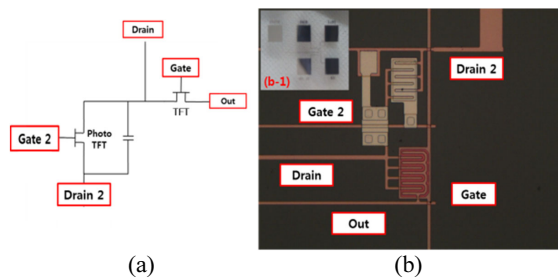 Drain
Gate
Out
TFT
Gate 2
Photo
TFT
Drain 2
(a)
(b-1)
Drain 2
Gate 2
Drain
Gate
Out
(b)